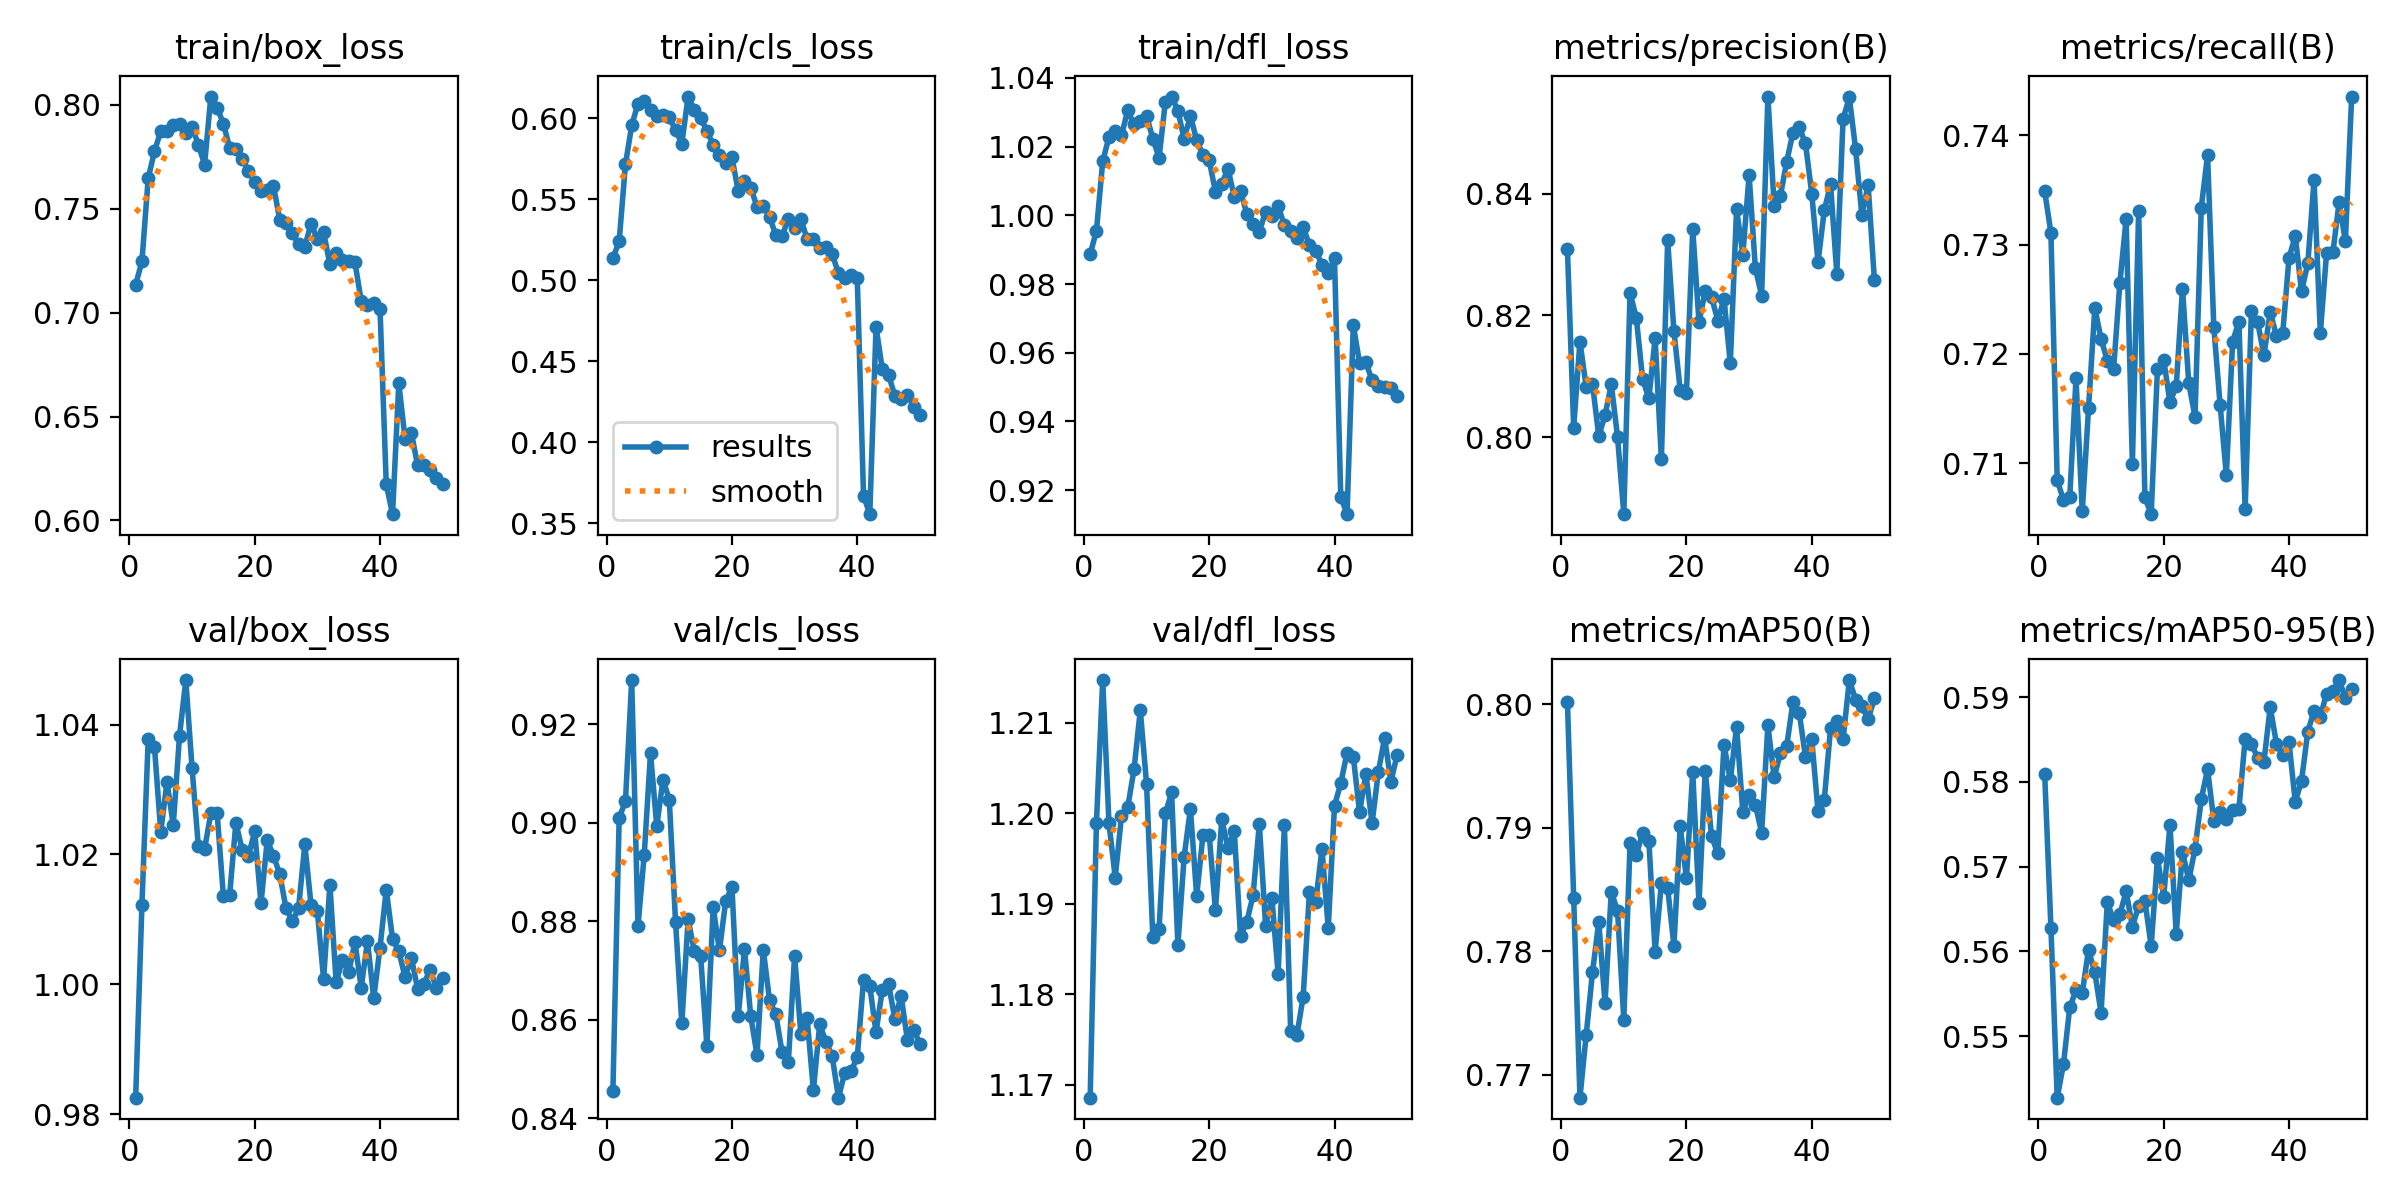 train/box_loss
0.80
0.75
0.70
0.65
0.60
0 20 40
train/cls_loss
0.60
0.55
0.50
0.45
0.40
0.35
results
smooth
0 20 40
train/dfl_loss
1.04
1.02
1.00
0.98
0.96
0.94
0.92
0 20 40
metrics/precision(B)
0.84
0.82
0.80
0 20 40
metrics/recall(B)
0.74
0.73
0.72
0.71
0 20 40
val/box_loss
1.04
1.02
1.00
0.98
0 20 40
val/cls_loss
0.92
0.90
0.88
0.86
0.84
0 20 40
val/dfl_loss
1.21
1.20
1.19
1.18
1.17
0 20 40
metrics/mAP50(B)
0.80
0.79
0.78
0.77
0 20 40
metrics/mAP50-95(B)
0.59
0.58
0.57
0.56
0.55
0 20 40